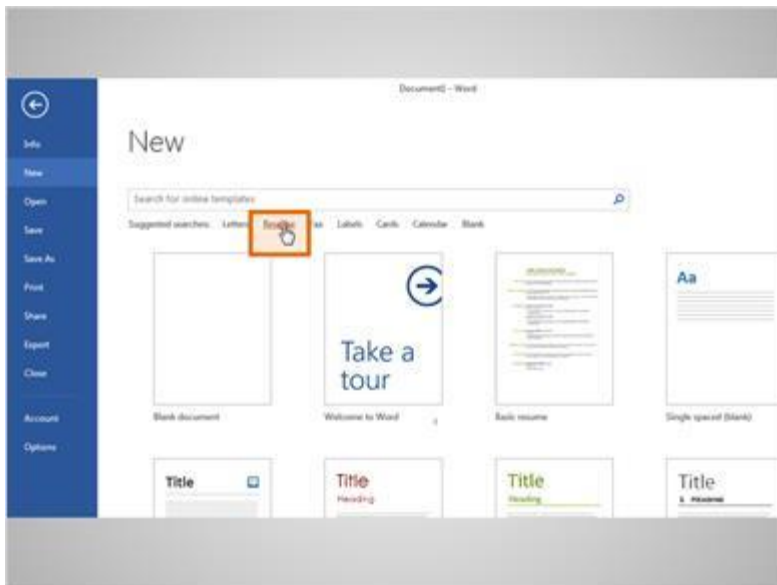 Document1 - Word
Info
New
Open
Save
Save As
Print
Share
Export
Close
Account
Options
New
Search for online templates
Suggested searches: Letters Resume Fax Labels Cards Calendar Blank
Take a
tour
Aa
Blank document
Welcome to Word
Basic resume
Single spaced (blank)
Title
Title
Heading
Title
Heading
Title